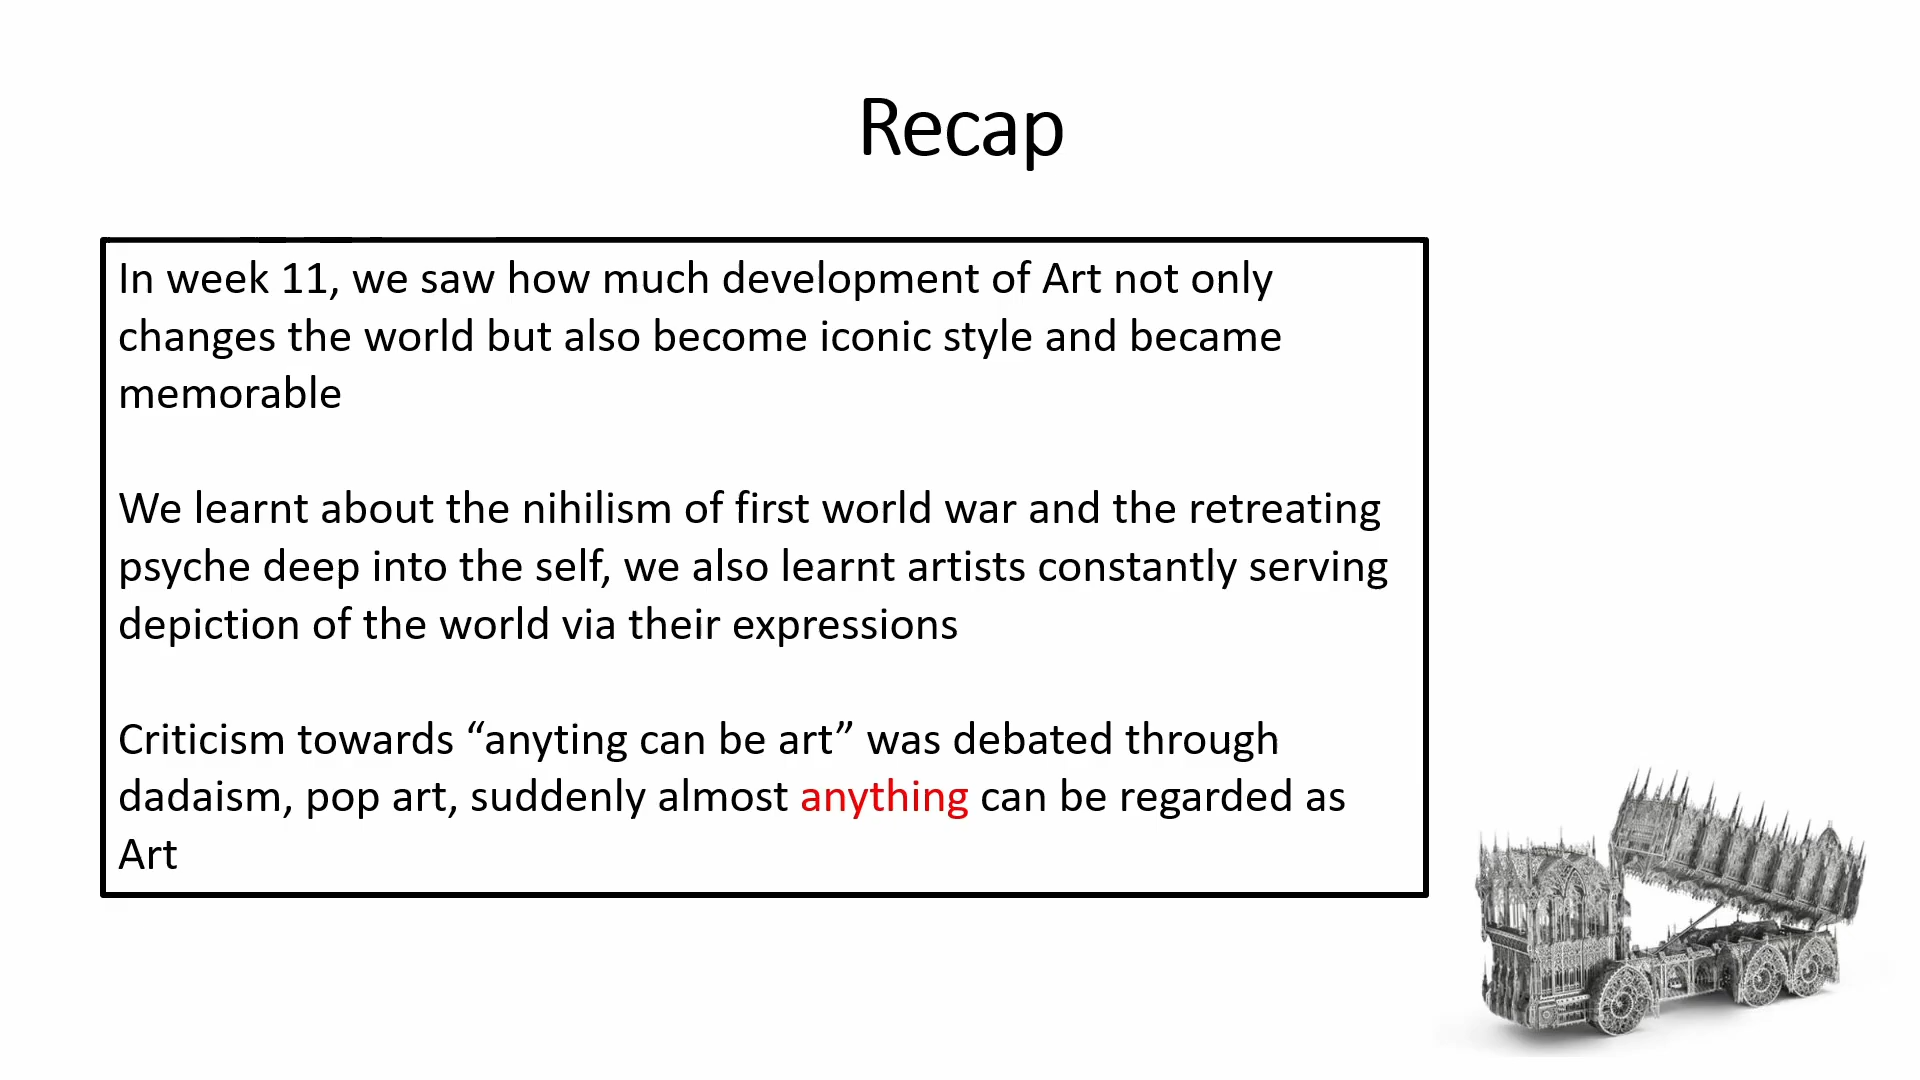 Recap
In week 11, we saw how much development of Art not only
changes the world but also become iconic style and became
memorable
We learnt about the nihilism of first world war and the retreating
psyche deep into the self, we also learnt artists constantly serving
depiction of the world via their expressions
Criticism towards “anyting can be art” was debated through
dadaism, pop art, suddenly almost anything can be regarded as
Art